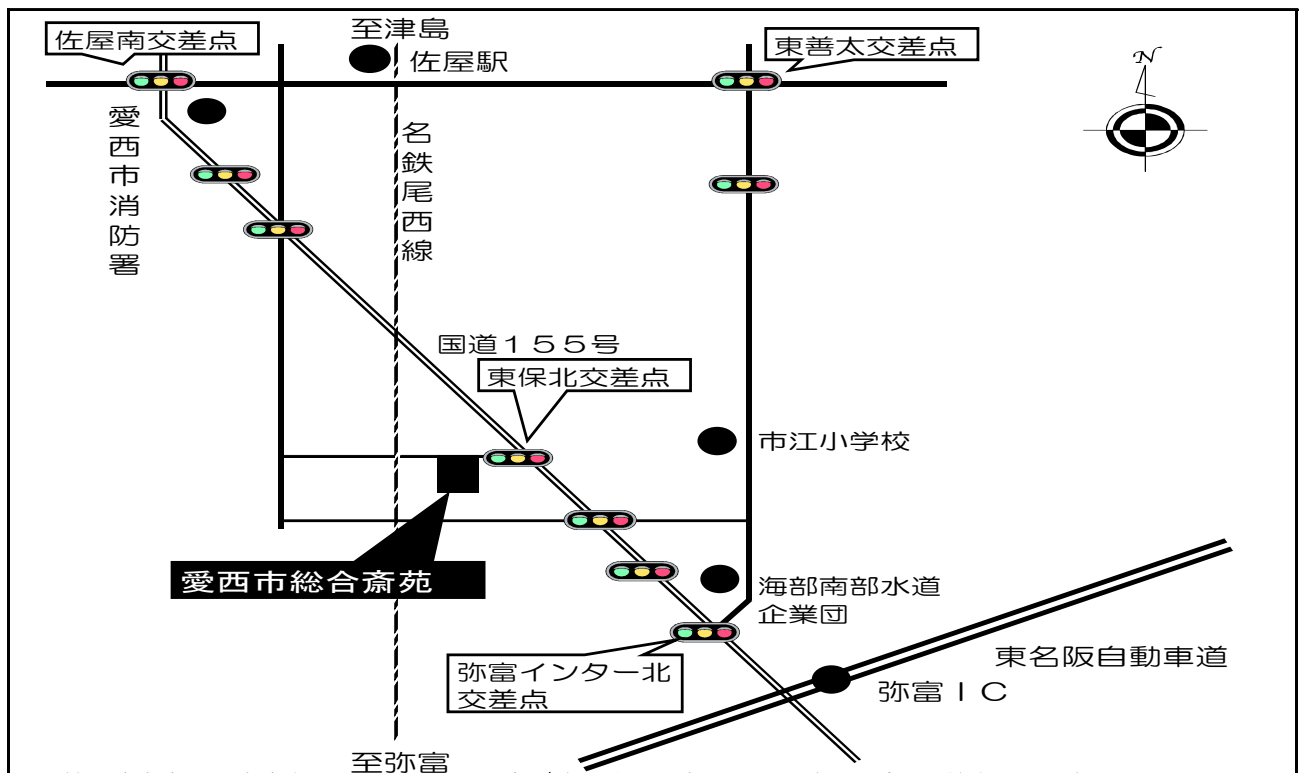 至津島
佐屋南交差点
佐屋駅
東善太交差点
N
愛西市消防署
名鉄尾西線
国道１５５号
東保北交差点
市江小学校
愛西市総合斎苑
海部南部水道
企業団
弥富インター北
交差点
東名阪自動車道
弥富ＩＣ
至弥富